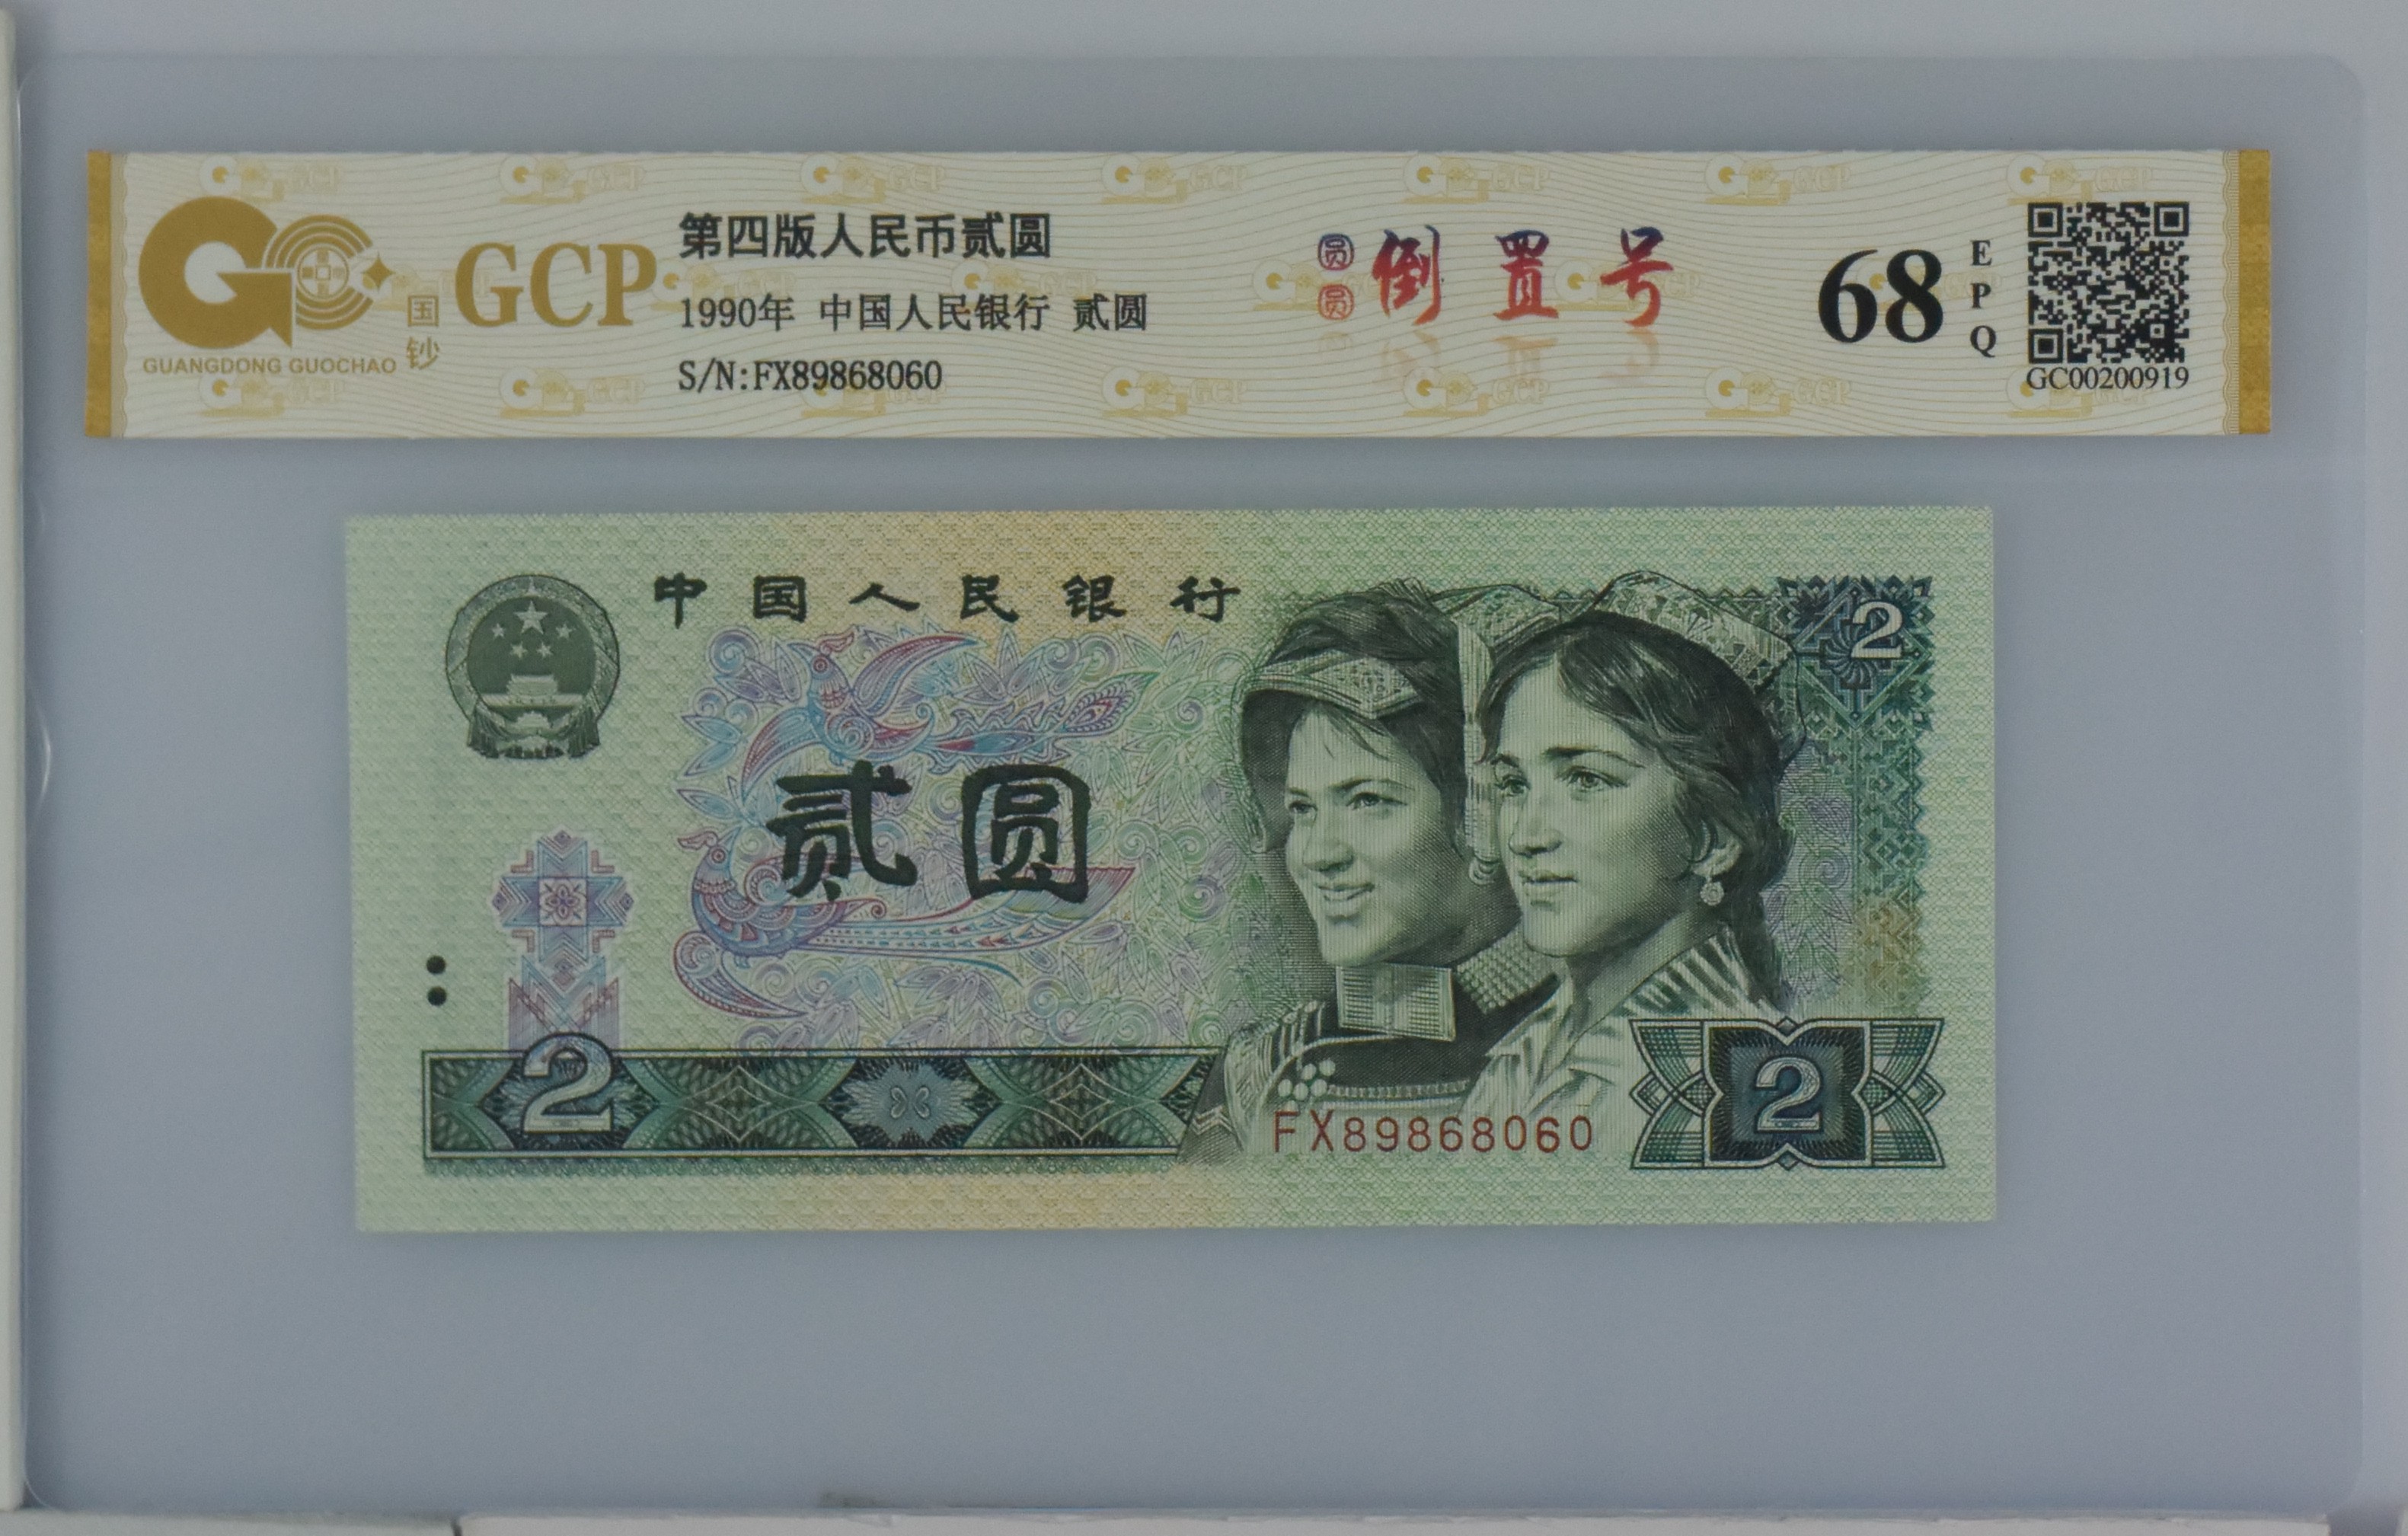 GCP
国钞
GUANGDONG GUOCHAO
第四版人民币贰圆
1990年 中国人民银行 贰圆
S/N:FX89868060
圆圆
倒置号
68
EPQ
GC00200919
中国人民银行
2
贰圆
2
FX89868060
2